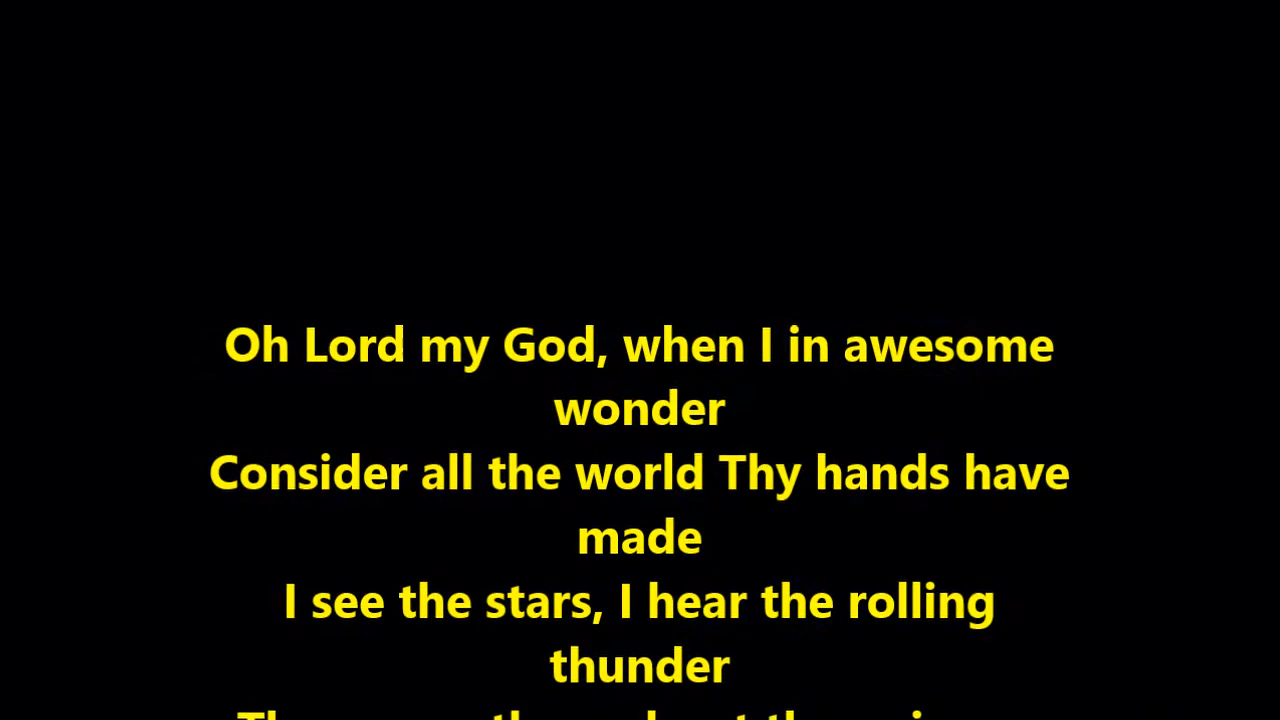 Oh Lord my God, when I in awesome
wonder
Consider all the world Thy hands have
made
I see the stars, I hear the rolling
thunder